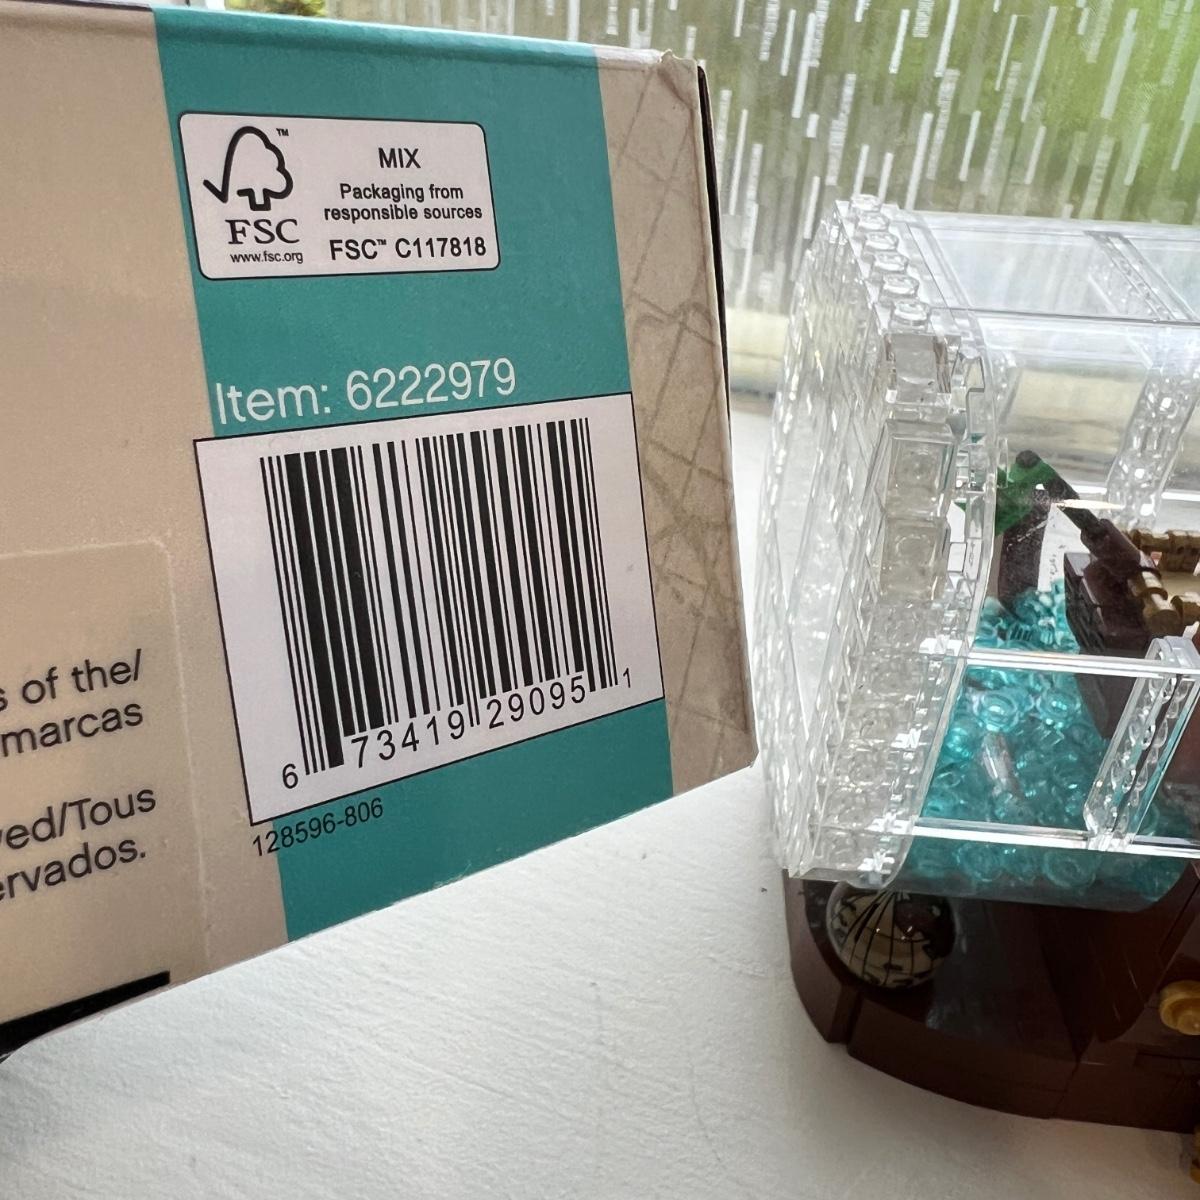 ™
FSC
www.fsc.org
MIX
Packaging from
responsible sources
FSC™ C117818
Item: 6222979
6 73419 29095 1
128596-806
s of the/
marcas
ved/Tous
ervados.